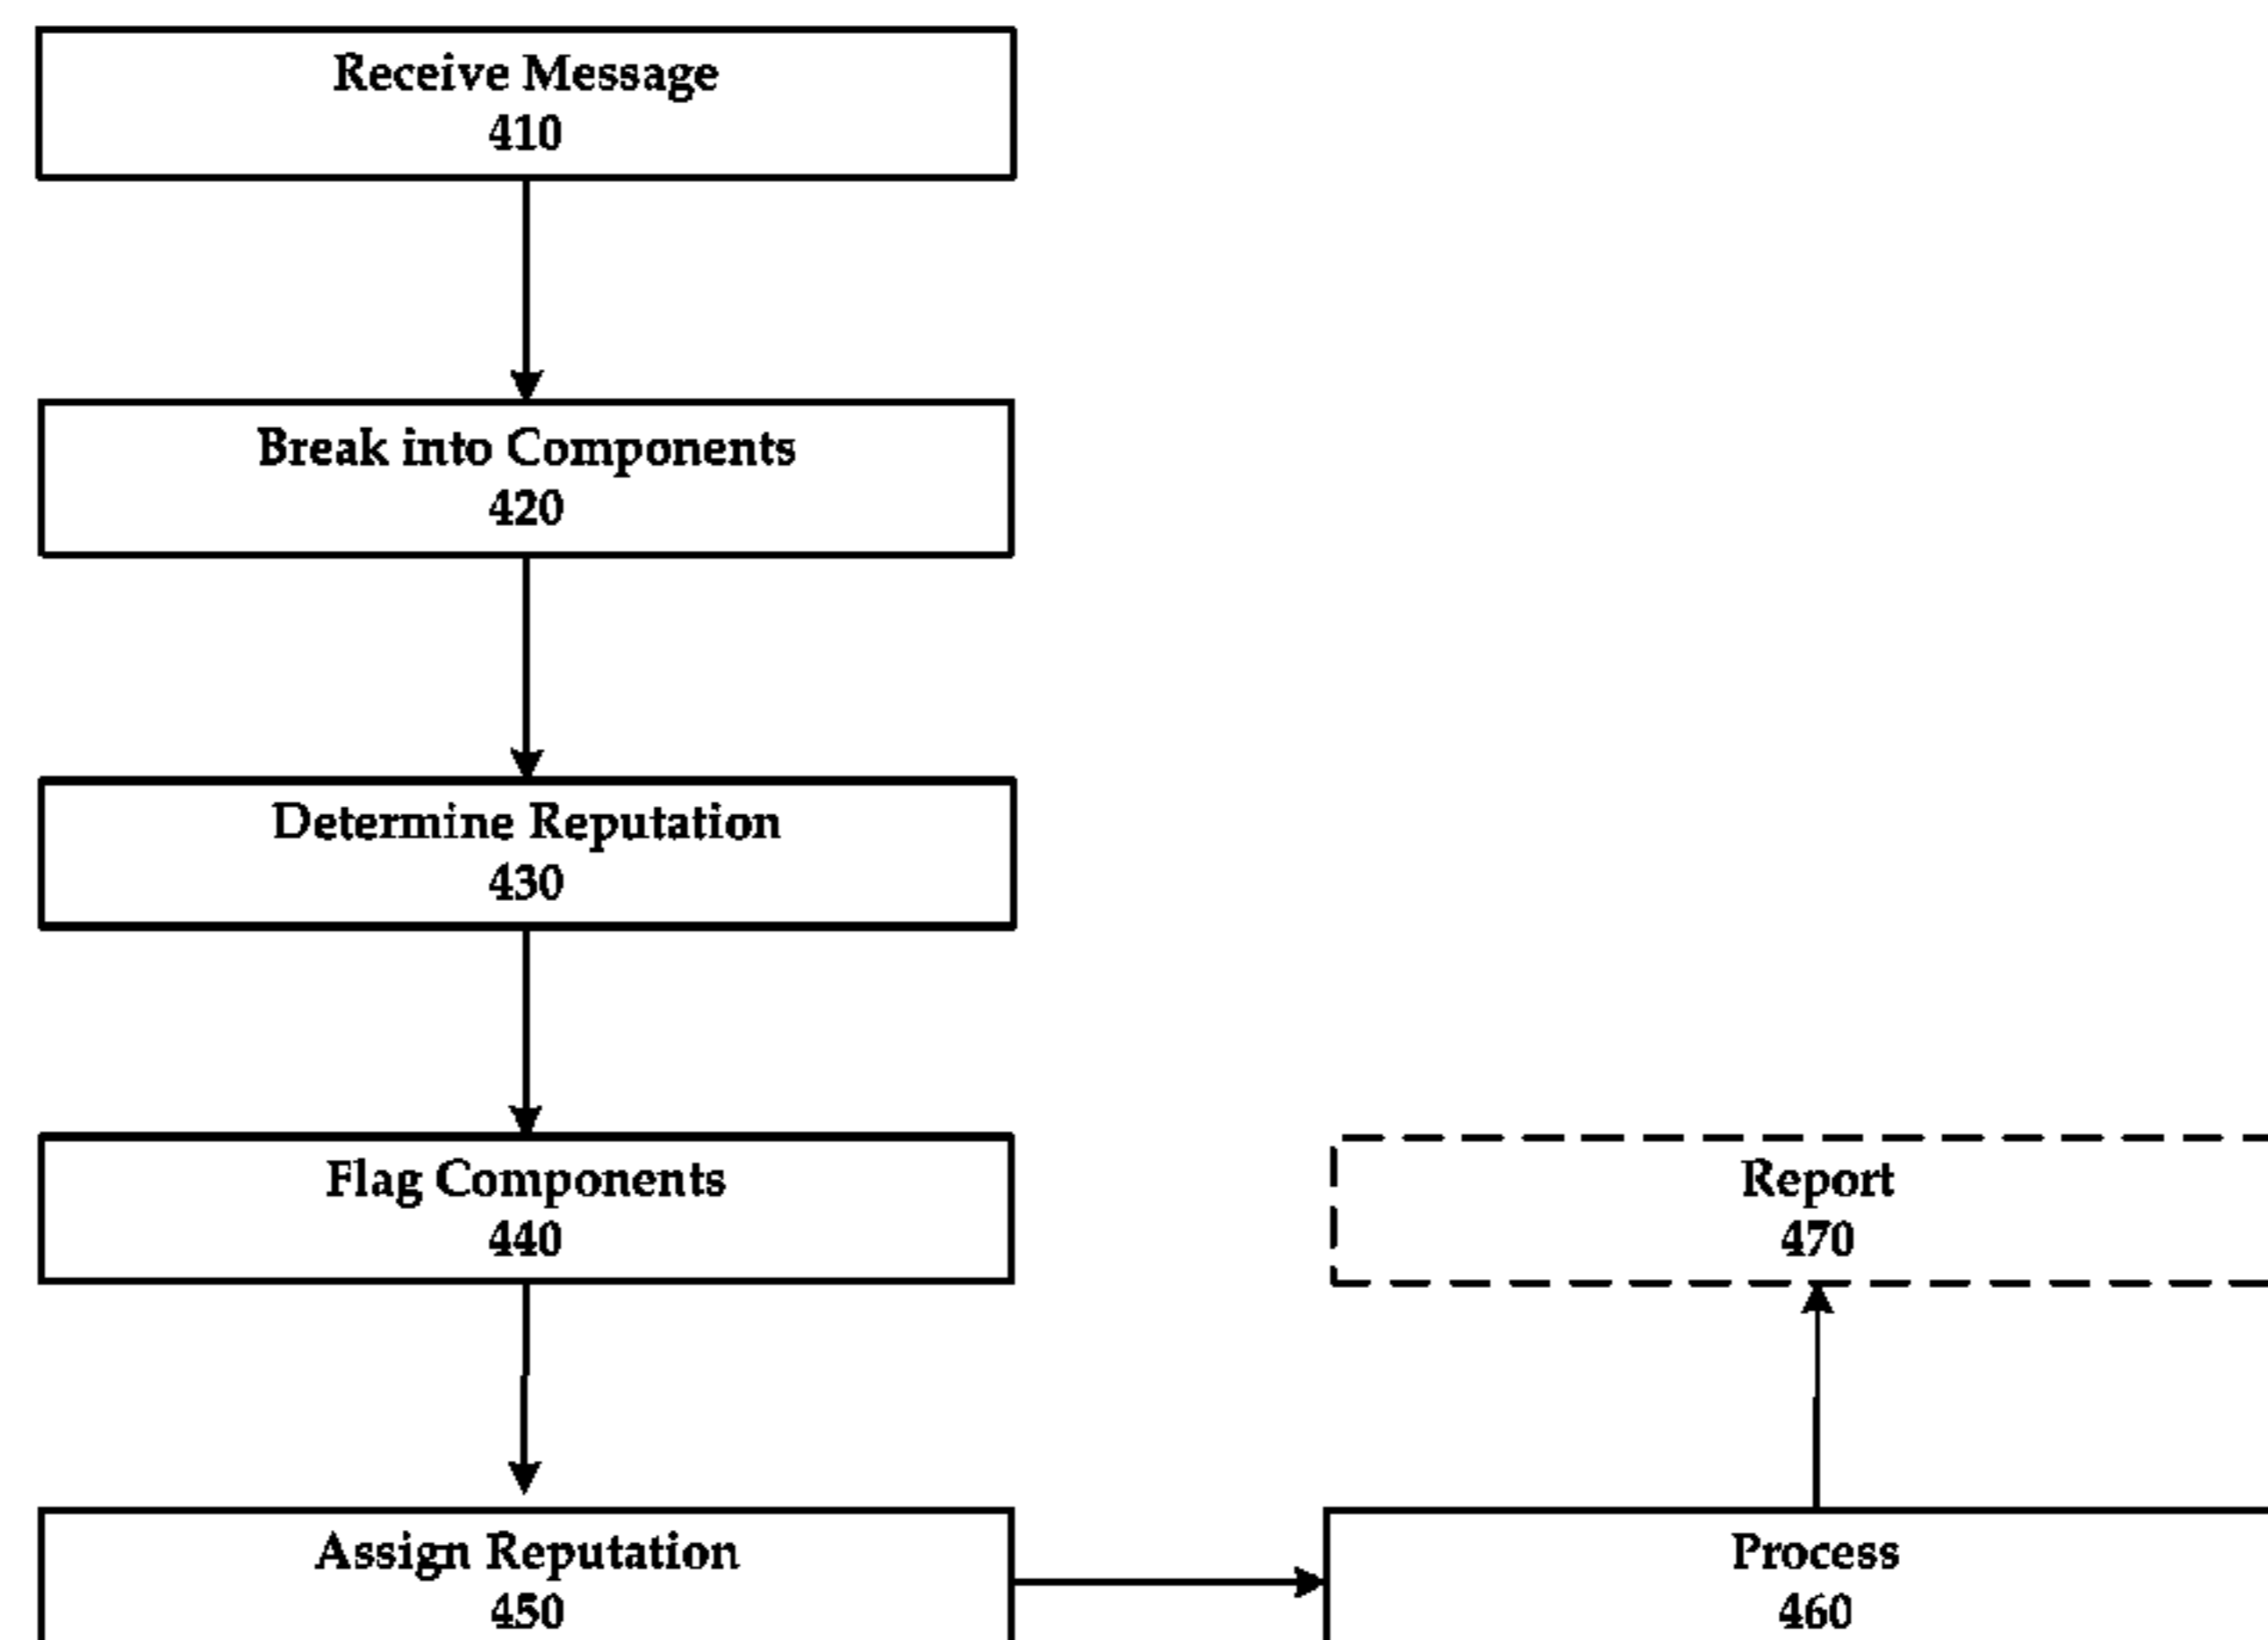 Receive Message
410
Break into Components
420
Determine Reputation
430
Flag Components
440
Assign Reputation
450
Process
460
Report
470